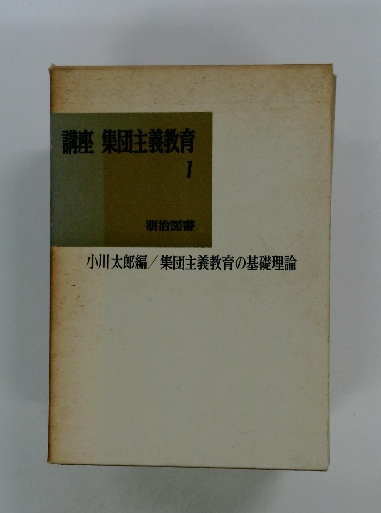 講座 集団主義教育
1
明治図書
小川太郎編/集団主義教育の基礎理論